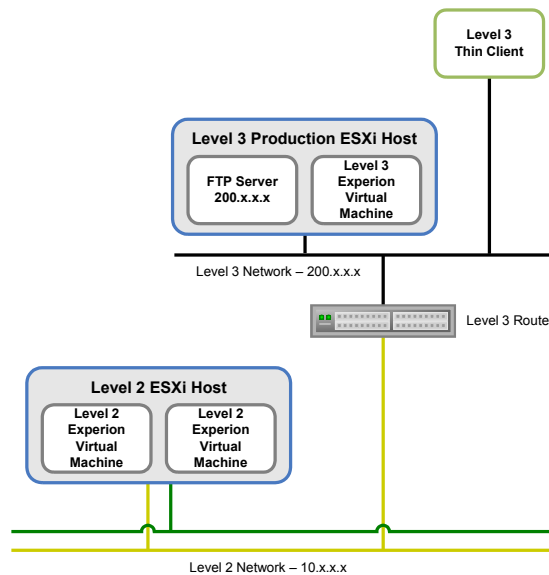 Level 3
Thin Client
Level 3 Production ESXi Host
FTP Server
200.x.x.x
Level 3
Experion
Virtual
Machine
Level 3 Network – 200.x.x.x
Level 3 Route
Level 2 ESXi Host
Level 2
Experion
Virtual
Machine
Level 2
Experion
Virtual
Machine
Level 2 Network – 10.x.x.x